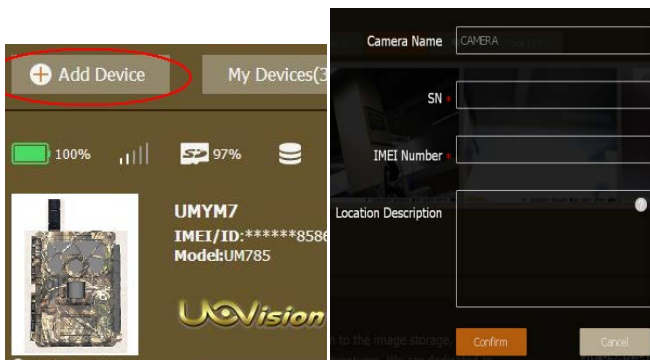 Add Device
My Devices(3
100%
97%
UMYM7
IMEI/ID:******8586
Model:UM785
UOVision
Camera Name
CAMERA
SN *
IMEI Number *
Location Description
n to the image storage,
Confirm
Cancel